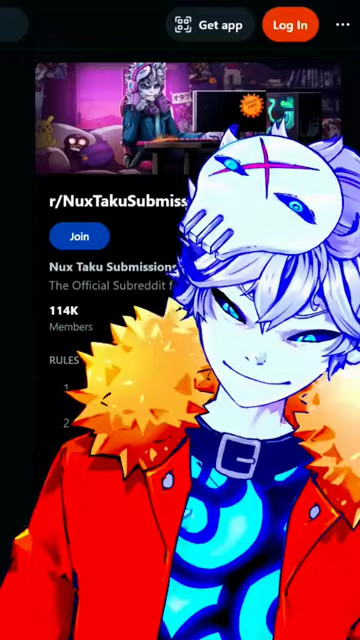 Get app
Log In
r/NuxTakuSubmiss
Join
Nux Taku Submission
The Official Subreddit f
114K
Members
RULES
1
2